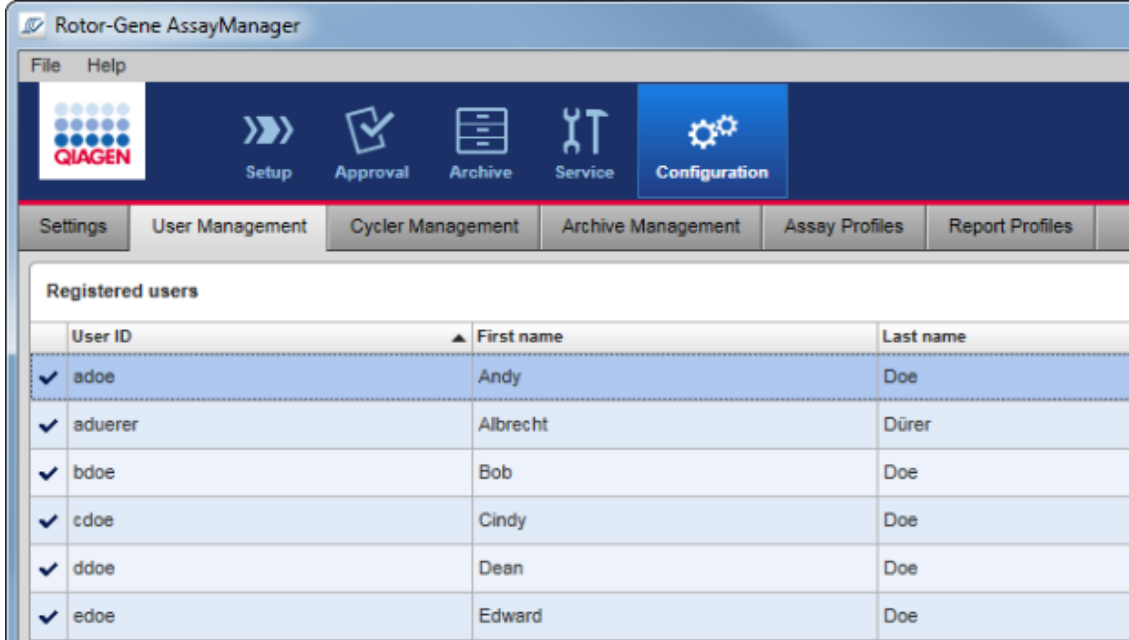 Rotor-Gene AssayManager
File Help
QIAGEN
Setup Approval Archive Service Configuration
Settings User Management Cycler Management Archive Management Assay Profiles Report Profiles
Registered users
User ID First name Last name
adoe Andy Doe
aduerer Albrecht Dürer
bdoe Bob Doe
cdoe Cindy Doe
ddoe Dean Doe
edoe Edward Doe